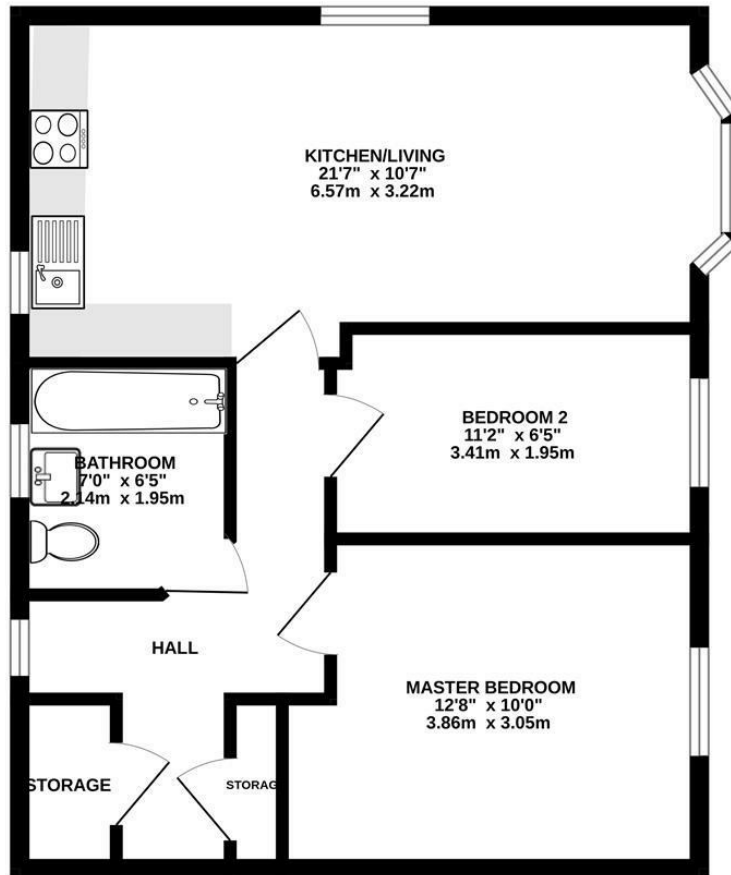 KITCHEN/LIVING
21'7" x 10'7"
6.57m x 3.22m
BEDROOM 2
11'2" x 6'5"
3.41m x 1.95m
BATHROOM
7'0" x 6'5"
2.14m x 1.95m
HALL
MASTER BEDROOM
12'8" x 10'0"
3.86m x 3.05m
STORAGE
STORAG